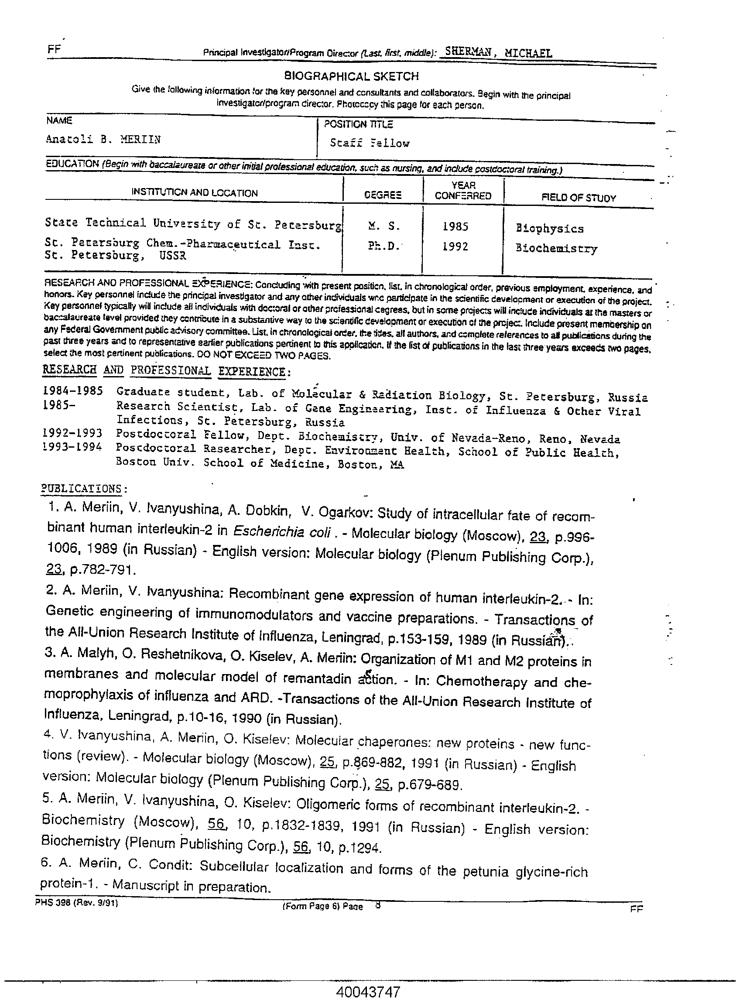 FF
Principal Investigator/Program Director (Last, first, middle): SHERMAN, MICHAEL
BIOGRAPHICAL SKETCH
Give the following information for the key personnel and consultants and collaborators. Begin with the principal
investigator/program director. Photocopy this page for each person.
NAME
POSITION TITLE
Anatoli B. MERIIN
Staff Fellow
EDUCATION (Begin with baccalaureate or other initial professional education, such as nursing, and include postdoctoral training.)
INSTITUTION AND LOCATION
DEGREE
YEAR
CONFERRED
FIELD OF STUDY
State Technical University of St. Petersburg M. S. 1985 Biophysics
St. Petersburg Chem.-Pharmaceutical Inst. Ph.D. 1992 Biochemistry
St. Petersburg, USSR
RESEARCH AND PROFESSIONAL EXPERIENCE: Concluding with present position, list, in chronological order, previous employment, experience, and
honors. Key personnel include the principal investigator and any other individuals who participate in the scientific development or execution of the project.
Key personnel typically will include all individuals with doctoral or other professional degrees, but in some projects will include individuals at the masters or
baccalaureate level provided they contribute in a substantive way to the scientific development or execution of the project. Include present membership on
any Federal Government public advisory committee. List, in chronological order, the titles, all authors, and complete references to all publications during the
past three years and to representative earlier publications pertinent to this application. If the list of publications in the last three years exceeds two pages,
select the most pertinent publications. DO NOT EXCEED TWO PAGES.
RESEARCH AND PROFESSIONAL EXPERIENCE:
1984-1985 Graduate student, Lab. of Molecular & Radiation Biology, St. Petersburg, Russia
1985- Research Scientist, Lab. of Gene Engineering, Inst. of Influenza & Other Viral
Infections, St. Petersburg, Russia
1992-1993 Postdoctoral Fellow, Dept. Biochemistry, Univ. of Nevada-Reno, Reno, Nevada
1993-1994 Postdoctoral Researcher, Dept. Environment Health, School of Public Health,
Boston Univ. School of Medicine, Boston, MA
PUBLICATIONS:
1. A. Meriin, V. Ivanyushina, A. Dobkin, V. Ogarkov: Study of intracellular fate of recom-
binant human interleukin-2 in Escherichia coli . - Molecular biology (Moscow), 23, p.996-
1006, 1989 (in Russian) - English version: Molecular biology (Plenum Publishing Corp.),
23, p.782-791.
2. A. Meriin, V. Ivanyushina: Recombinant gene expression of human interleukin-2. - In:
Genetic engineering of immunomodulators and vaccine preparations. - Transactions of
the All-Union Research Institute of Influenza, Leningrad, p.153-159, 1989 (in Russian).
3. A. Malyh, O. Reshetnikova, O. Kiselev, A. Meriin: Organization of M1 and M2 proteins in
membranes and molecular model of remantadin action. - In: Chemotherapy and che-
moprophylaxis of influenza and ARD. -Transactions of the All-Union Research Institute of
Influenza, Leningrad, p.10-16, 1990 (in Russian).
4. V. Ivanyushina, A. Meriin, O. Kiselev: Molecular chaperones: new proteins - new func-
tions (review). - Molecular biology (Moscow), 25, p.869-882, 1991 (in Russian) - English
version: Molecular biology (Plenum Publishing Corp.), 25, p.679-689.
5. A. Meriin, V. Ivanyushina, O. Kiselev: Oligomeric forms of recombinant interleukin-2. -
Biochemistry (Moscow), 56, 10, p.1832-1839, 1991 (in Russian) - English version:
Biochemistry (Plenum Publishing Corp.), 56, 10, p.1294.
6. A. Meriin, C. Condit: Subcellular localization and forms of the petunia glycine-rich
protein-1. - Manuscript in preparation.
PHS 398 (Rev. 9/91)
(Form Page 6) Page 8
FF
40043747